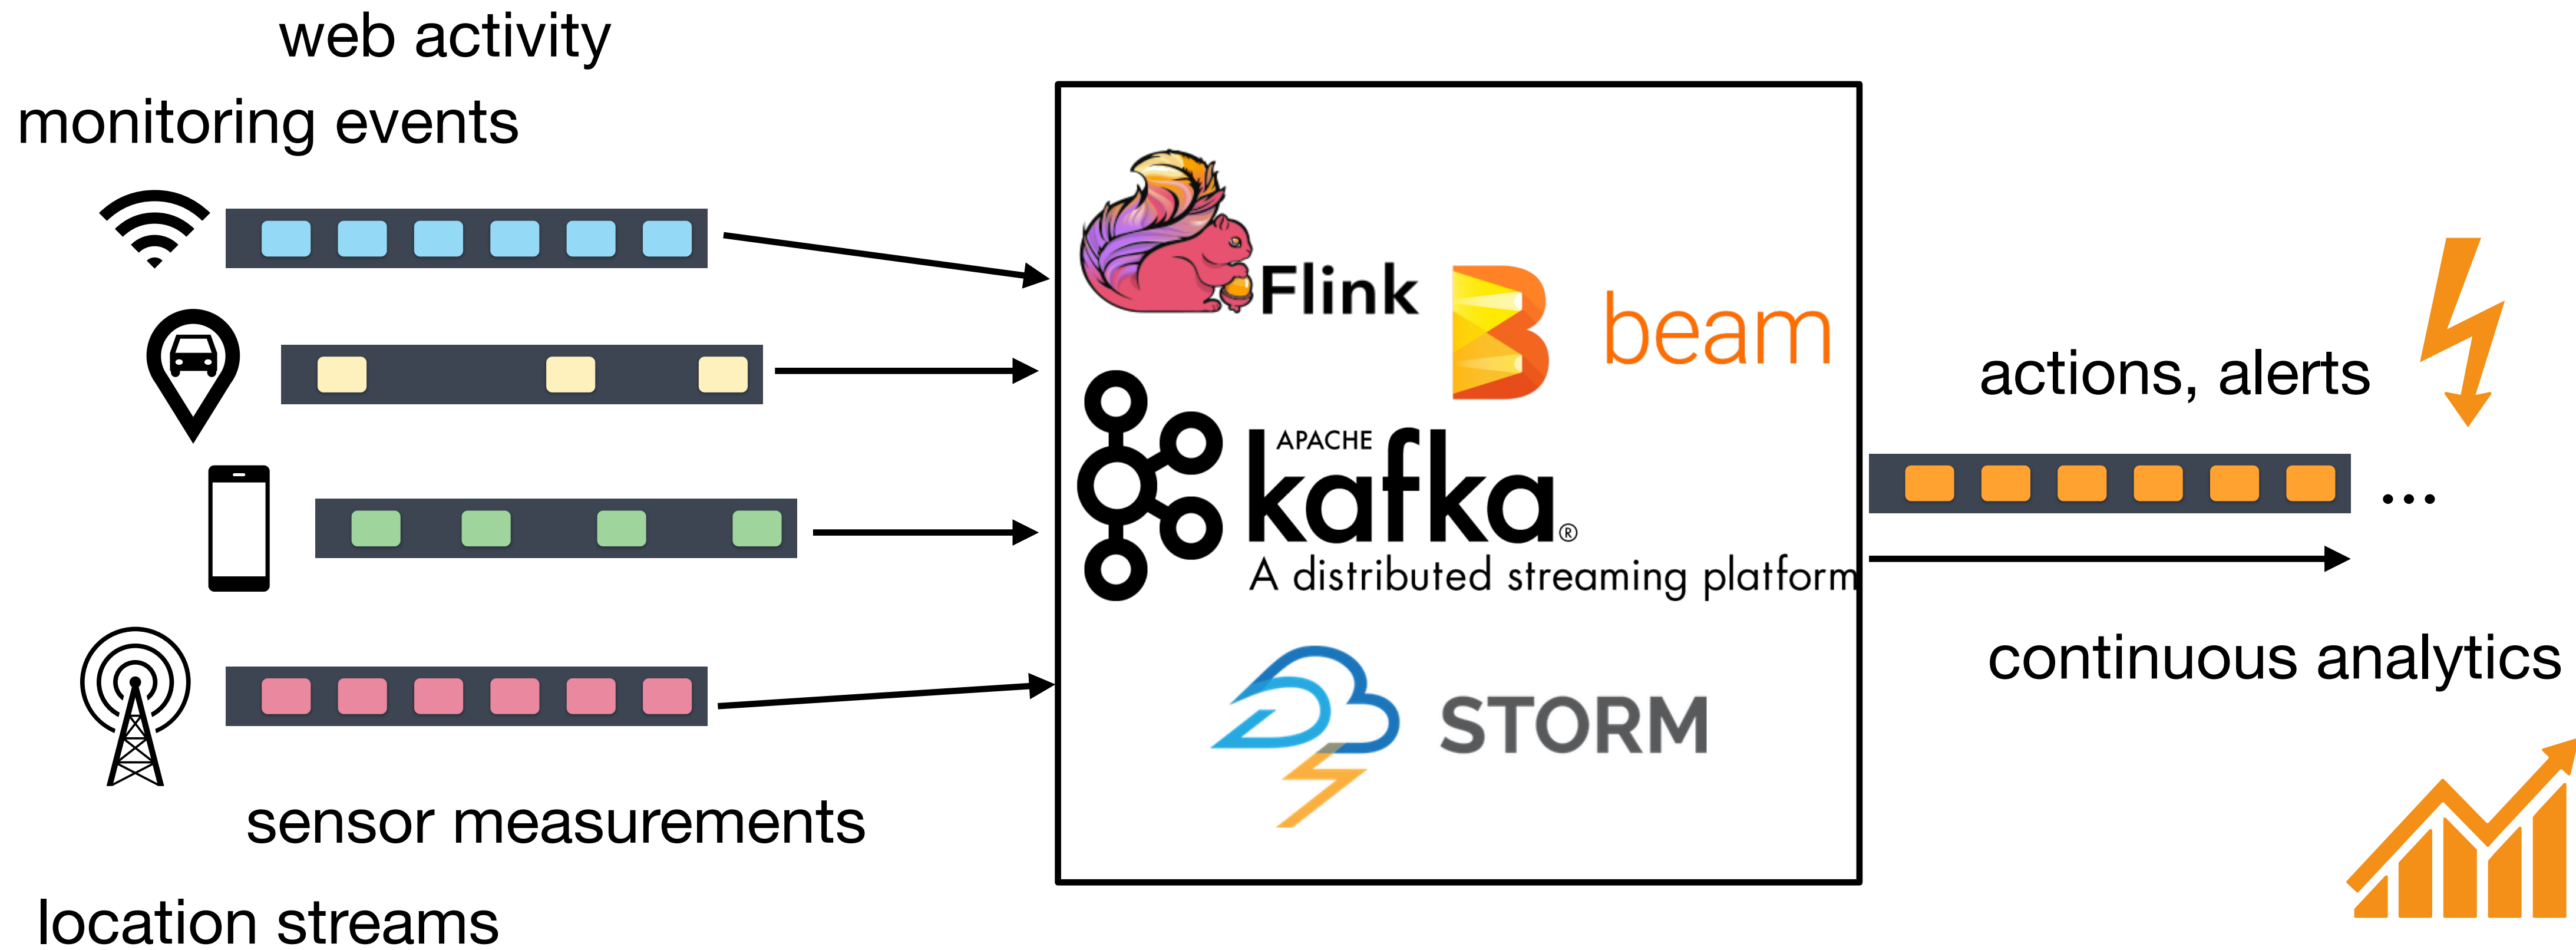 web activity
monitoring events
Flink
beam
APACHE
kafka®
A distributed streaming platform
STORM
actions, alerts
...
continuous analytics
sensor measurements
location streams